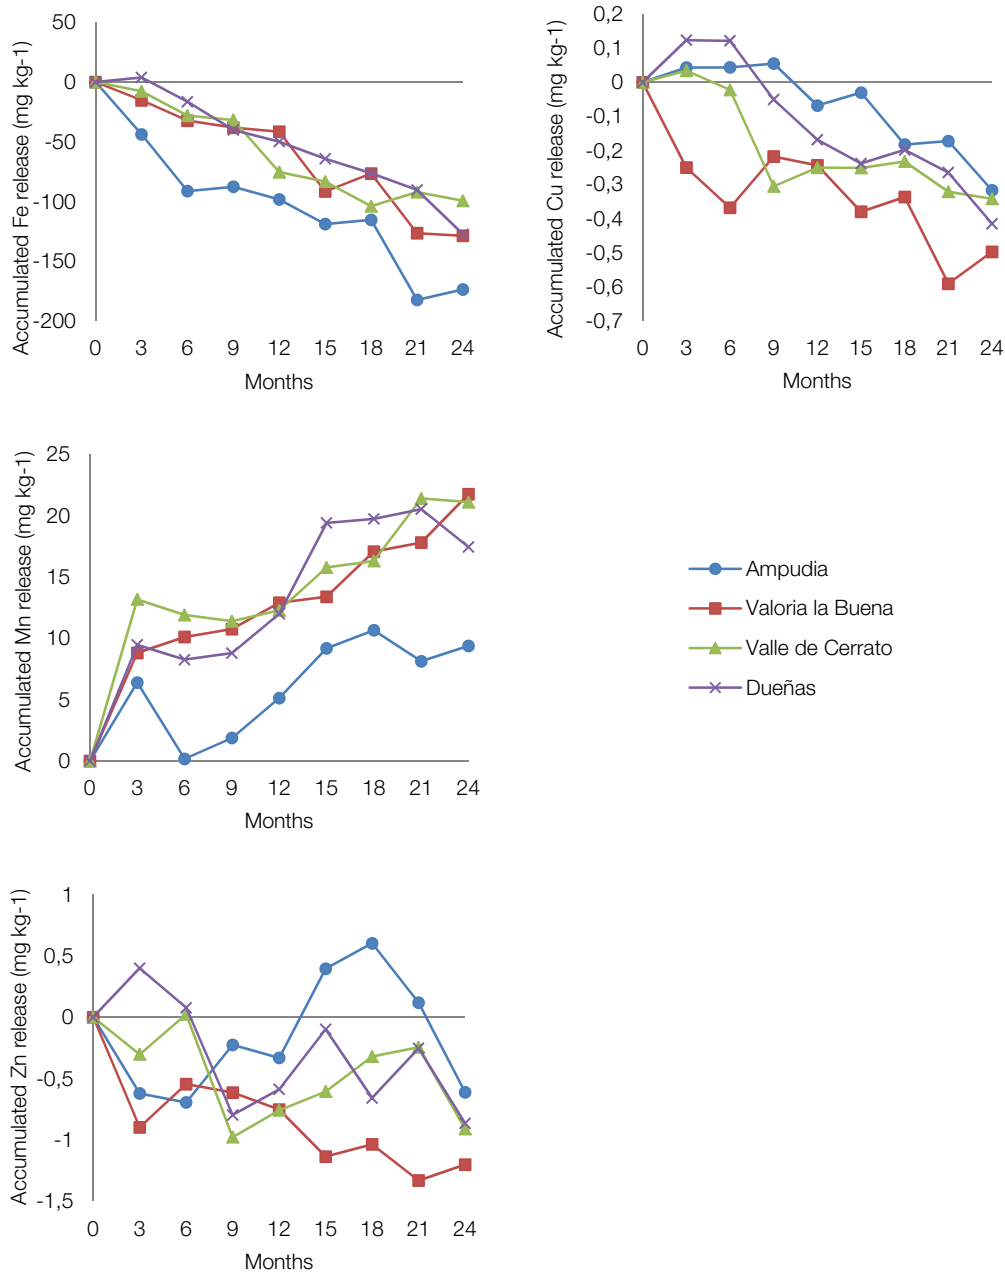 Accumulated Fe release (mg kg-1)
50
0
-50
-100
-150
-200
0 3 6 9 12 15 18 21 24
Months
Accumulated Cu release (mg kg-1)
0,2
0,1
0
-0,1
-0,2
-0,3
-0,4
-0,5
-0,6
-0,7
0 3 6 9 12 15 18 21 24
Months
Accumulated Mn release (mg kg-1)
25
20
15
10
5
0
0 3 6 9 12 15 18 21 24
Months
Ampudia
Valoria la Buena
Valle de Cerrato
Dueñas
Accumulated Zn release (mg kg-1)
1
0,5
0
-0,5
-1
-1,5
0 3 6 9 12 15 18 21 24
Months